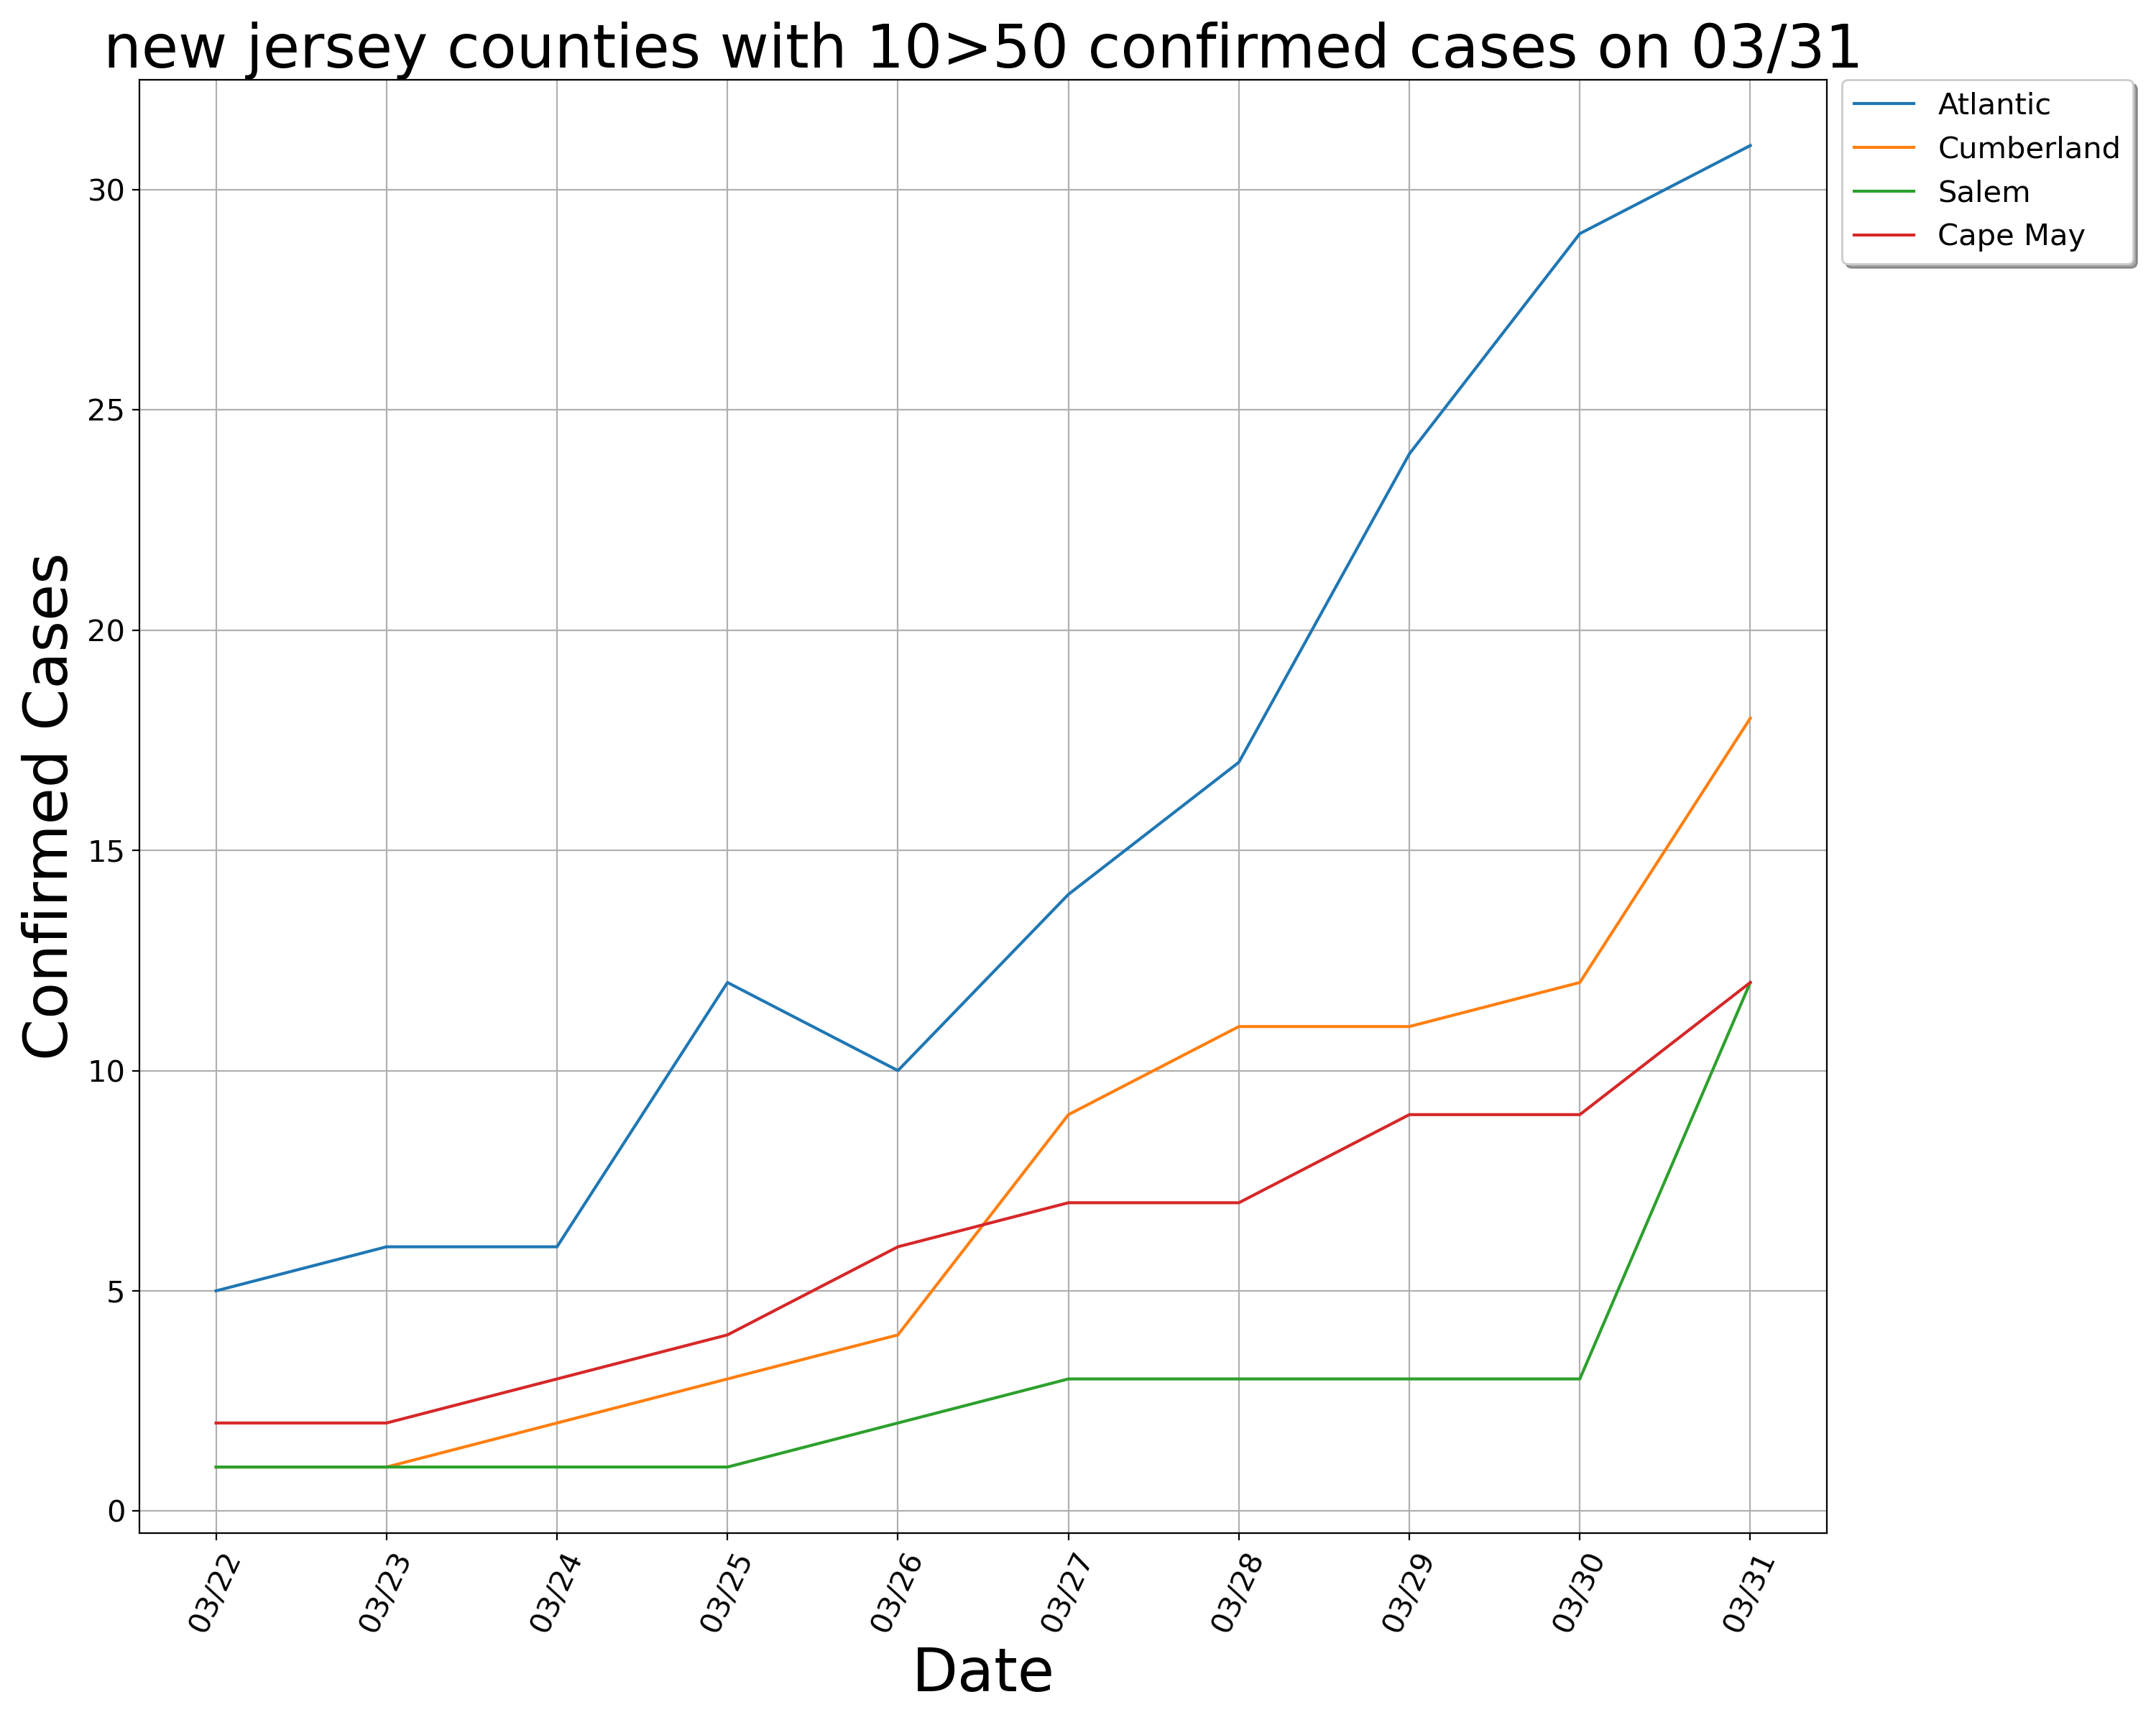 new jersey counties with 10>50 confirmed cases on 03/31
Atlantic
Cumberland
Salem
Cape May
Confirmed Cases
30
25
20
15
10
5
0
03/22
03/23
03/24
03/25
03/26
03/27
03/28
03/29
03/30
03/31
Date